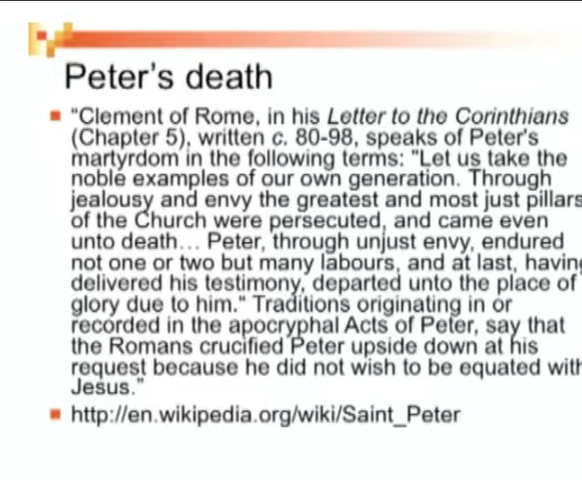 Peter's death
"Clement of Rome, in his Letter to the Corinthians
(Chapter 5), written c. 80-98, speaks of Peter's
martyrdom in the following terms: "Let us take the
noble examples of our own generation. Through
jealousy and envy the greatest and most just pillars
of the Church were persecuted, and came even
unto death… Peter, through unjust envy, endured
not one or two but many labours, and at last, having
delivered his testimony, departed unto the place of
glory due to him." Traditions originating in or
recorded in the apocryphal Acts of Peter, say that
the Romans crucified Peter upside down at his
request because he did not wish to be equated with
Jesus."
http://en.wikipedia.org/wiki/Saint_Peter